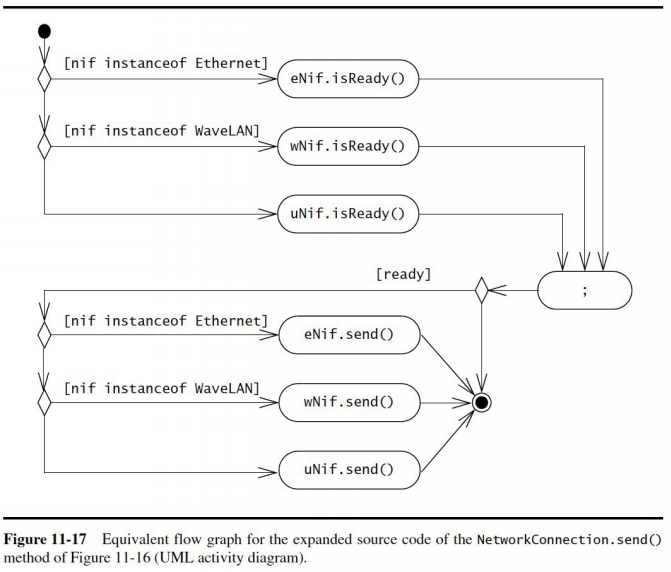 [nif instanceof Ethernet]
eNif.isReady()
[nif instanceof WaveLAN]
wNif.isReady()
uNif.isReady()
[ready]
;
[nif instanceof Ethernet]
eNif.send()
[nif instanceof WaveLAN]
wNif.send()
uNif.send()
Figure 11-17 Equivalent flow graph for the expanded source code of the NetworkConnection.send()
method of Figure 11-16 (UML activity diagram).